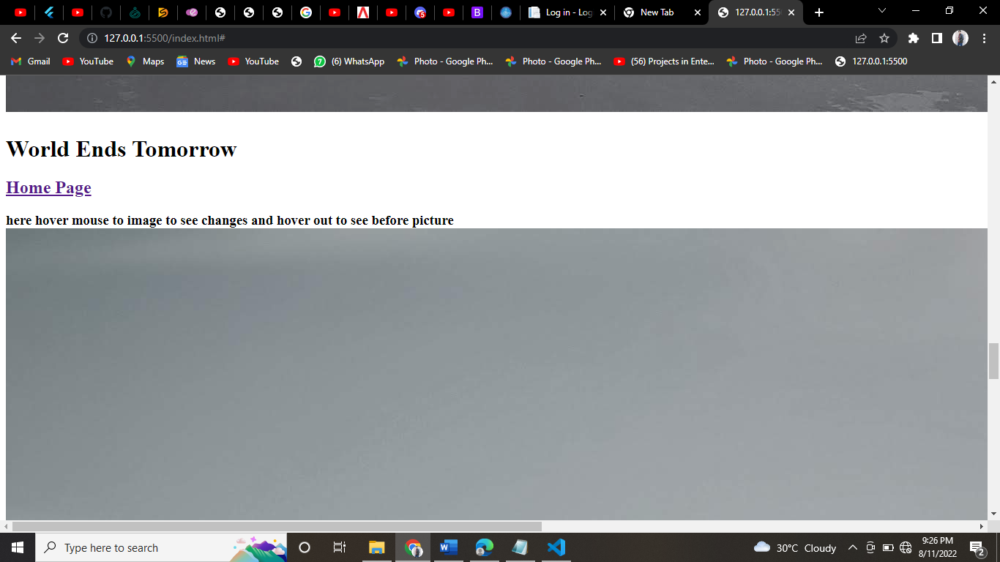 Log in - Log
New Tab
127.0.0.1:55
127.0.0.1:5500/index.html#
Gmail
YouTube
Maps
News
YouTube
(6) WhatsApp
Photo - Google Ph...
Photo - Google Ph...
(56) Projects in Ente...
Photo - Google Ph...
127.0.0.1:5500
World Ends Tomorrow
Home Page
here hover mouse to image to see changes and hover out to see before picture
Type here to search
30°C Cloudy
9:26 PM
8/11/2022
2